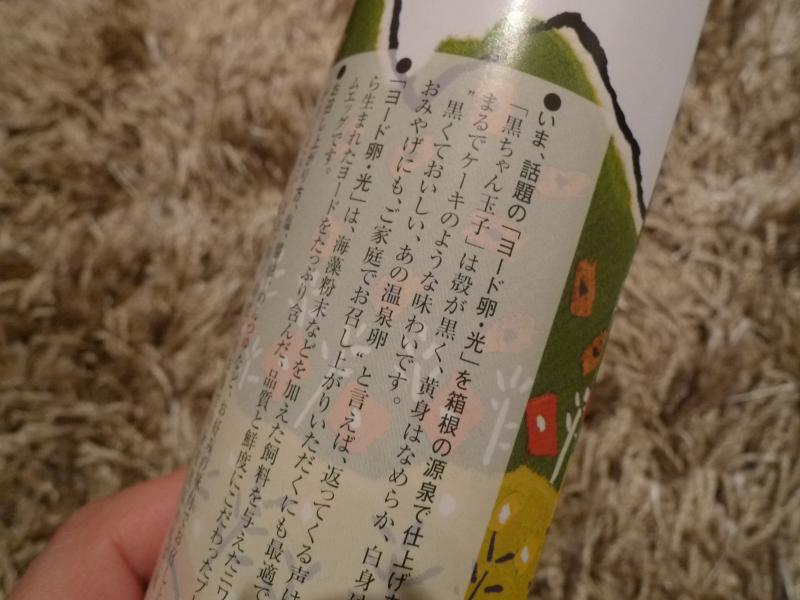 ●いま、話題の「ヨード卵・光」を箱根の源泉で仕上げ
「黒ちゃん玉子」は殻が黒く、黄身はなめらか、白身は
まるでケーキのような味わいです。
"黒くておいしい、あの温泉卵"と言えば、返ってくる声は
おみやげにも、ご家庭でお召し上がりいただくにも最適で
●「ヨード卵・光」は、海藻粉末などを加えた飼料を与えたニワ
ら生まれたヨードをたっぷり含んだ、品質と鮮度にこだわったプ
ムエッグです。